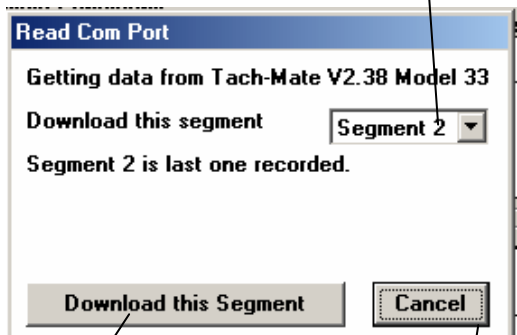 Read Com Port
Getting data from Tach-Mate V2.38 Model 33
Download this segment Segment 2
Segment 2 is last one recorded.
Download this Segment Cancel